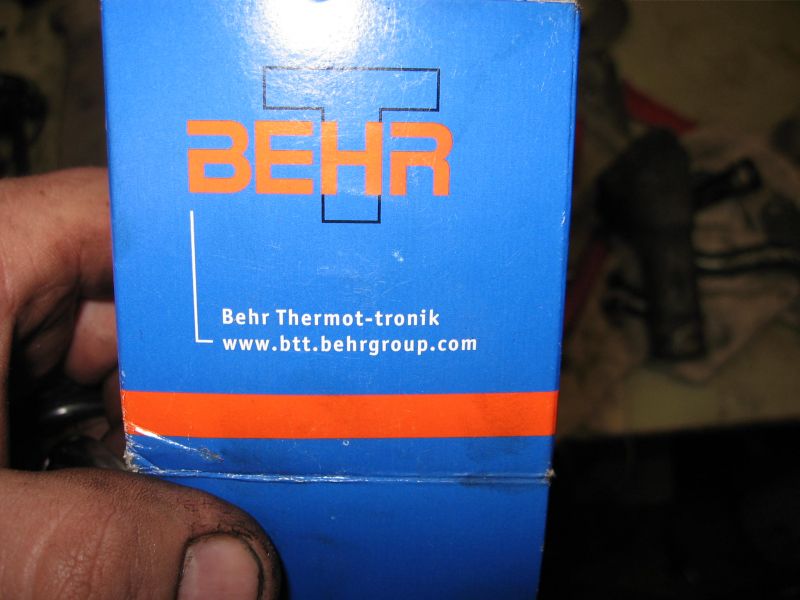 BEHR
Behr Thermot-tronik
www.btt.behrgroup.com